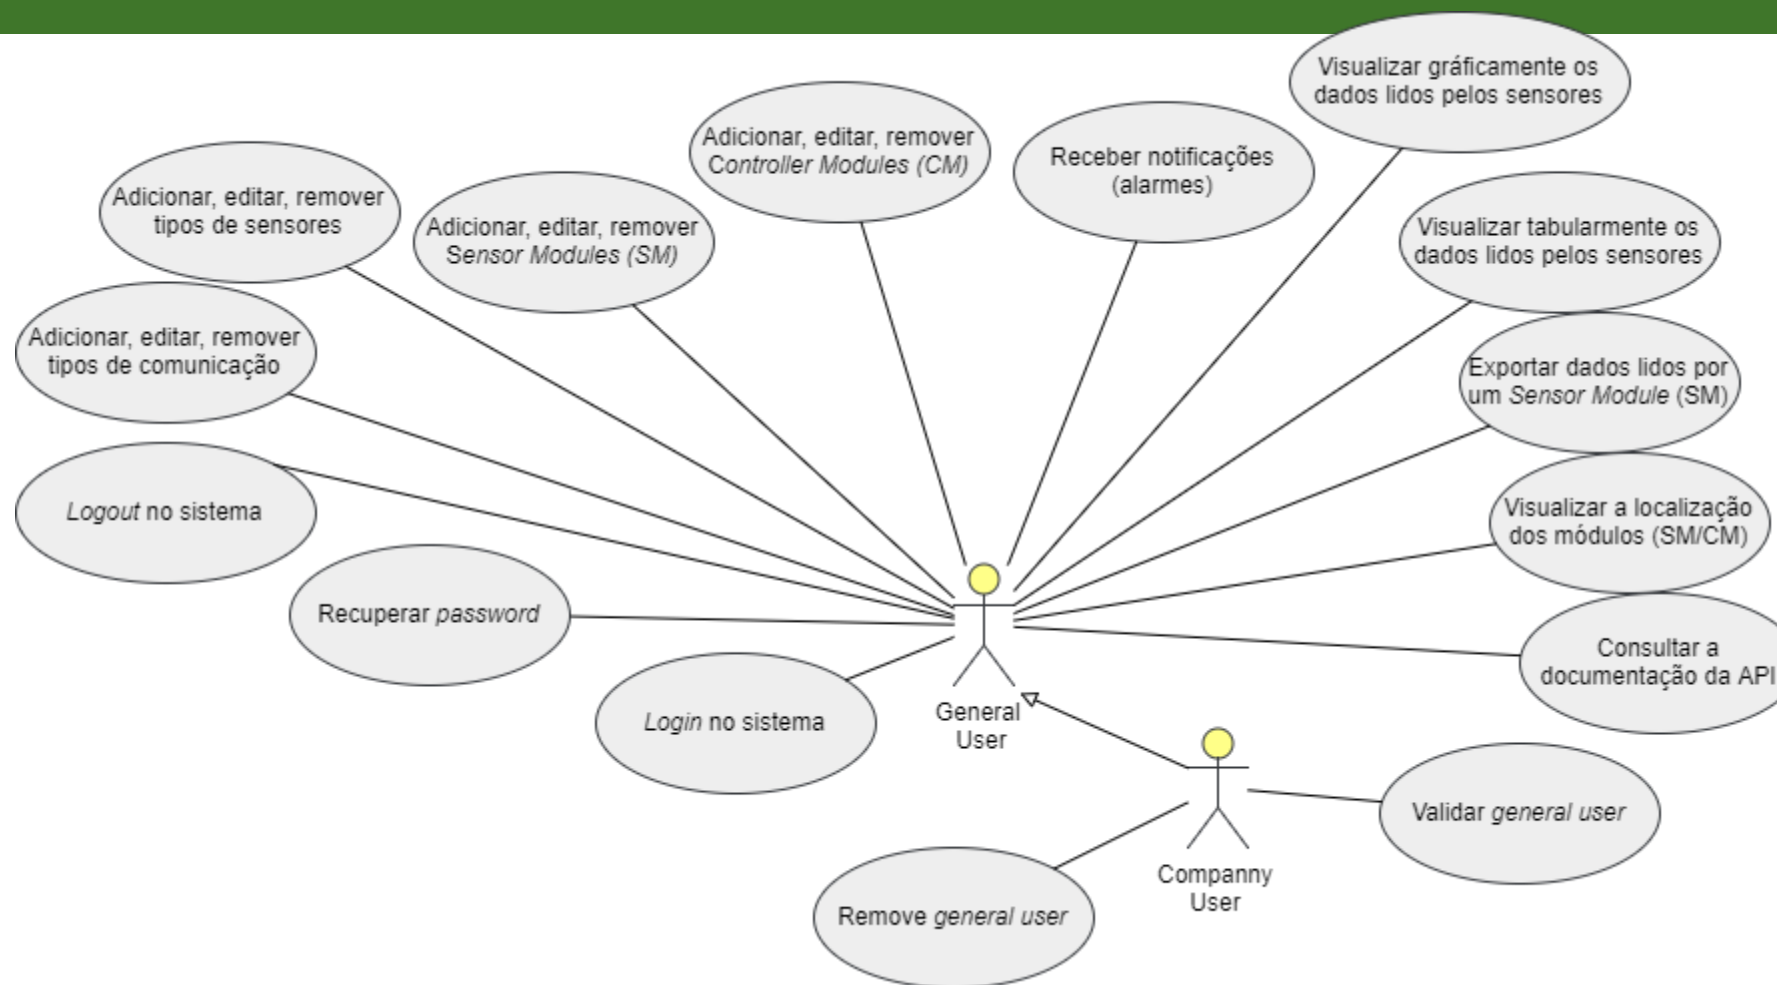 Visualizar gráficamente os
dados lidos pelos sensores
Adicionar, editar, remover
Controller Modules (CM)
Receber notificações
(alarmes)
Adicionar, editar, remover
tipos de sensores
Adicionar, editar, remover
Sensor Modules (SM)
Visualizar tabularmente os
dados lidos pelos sensores
Adicionar, editar, remover
tipos de comunicação
Exportar dados lidos por
um Sensor Module (SM)
Logout no sistema
Visualizar a localização
dos módulos (SM/CM)
Recuperar password
Consultar a
documentação da API
Login no sistema
General
User
Validar general user
Companny
User
Remove general user